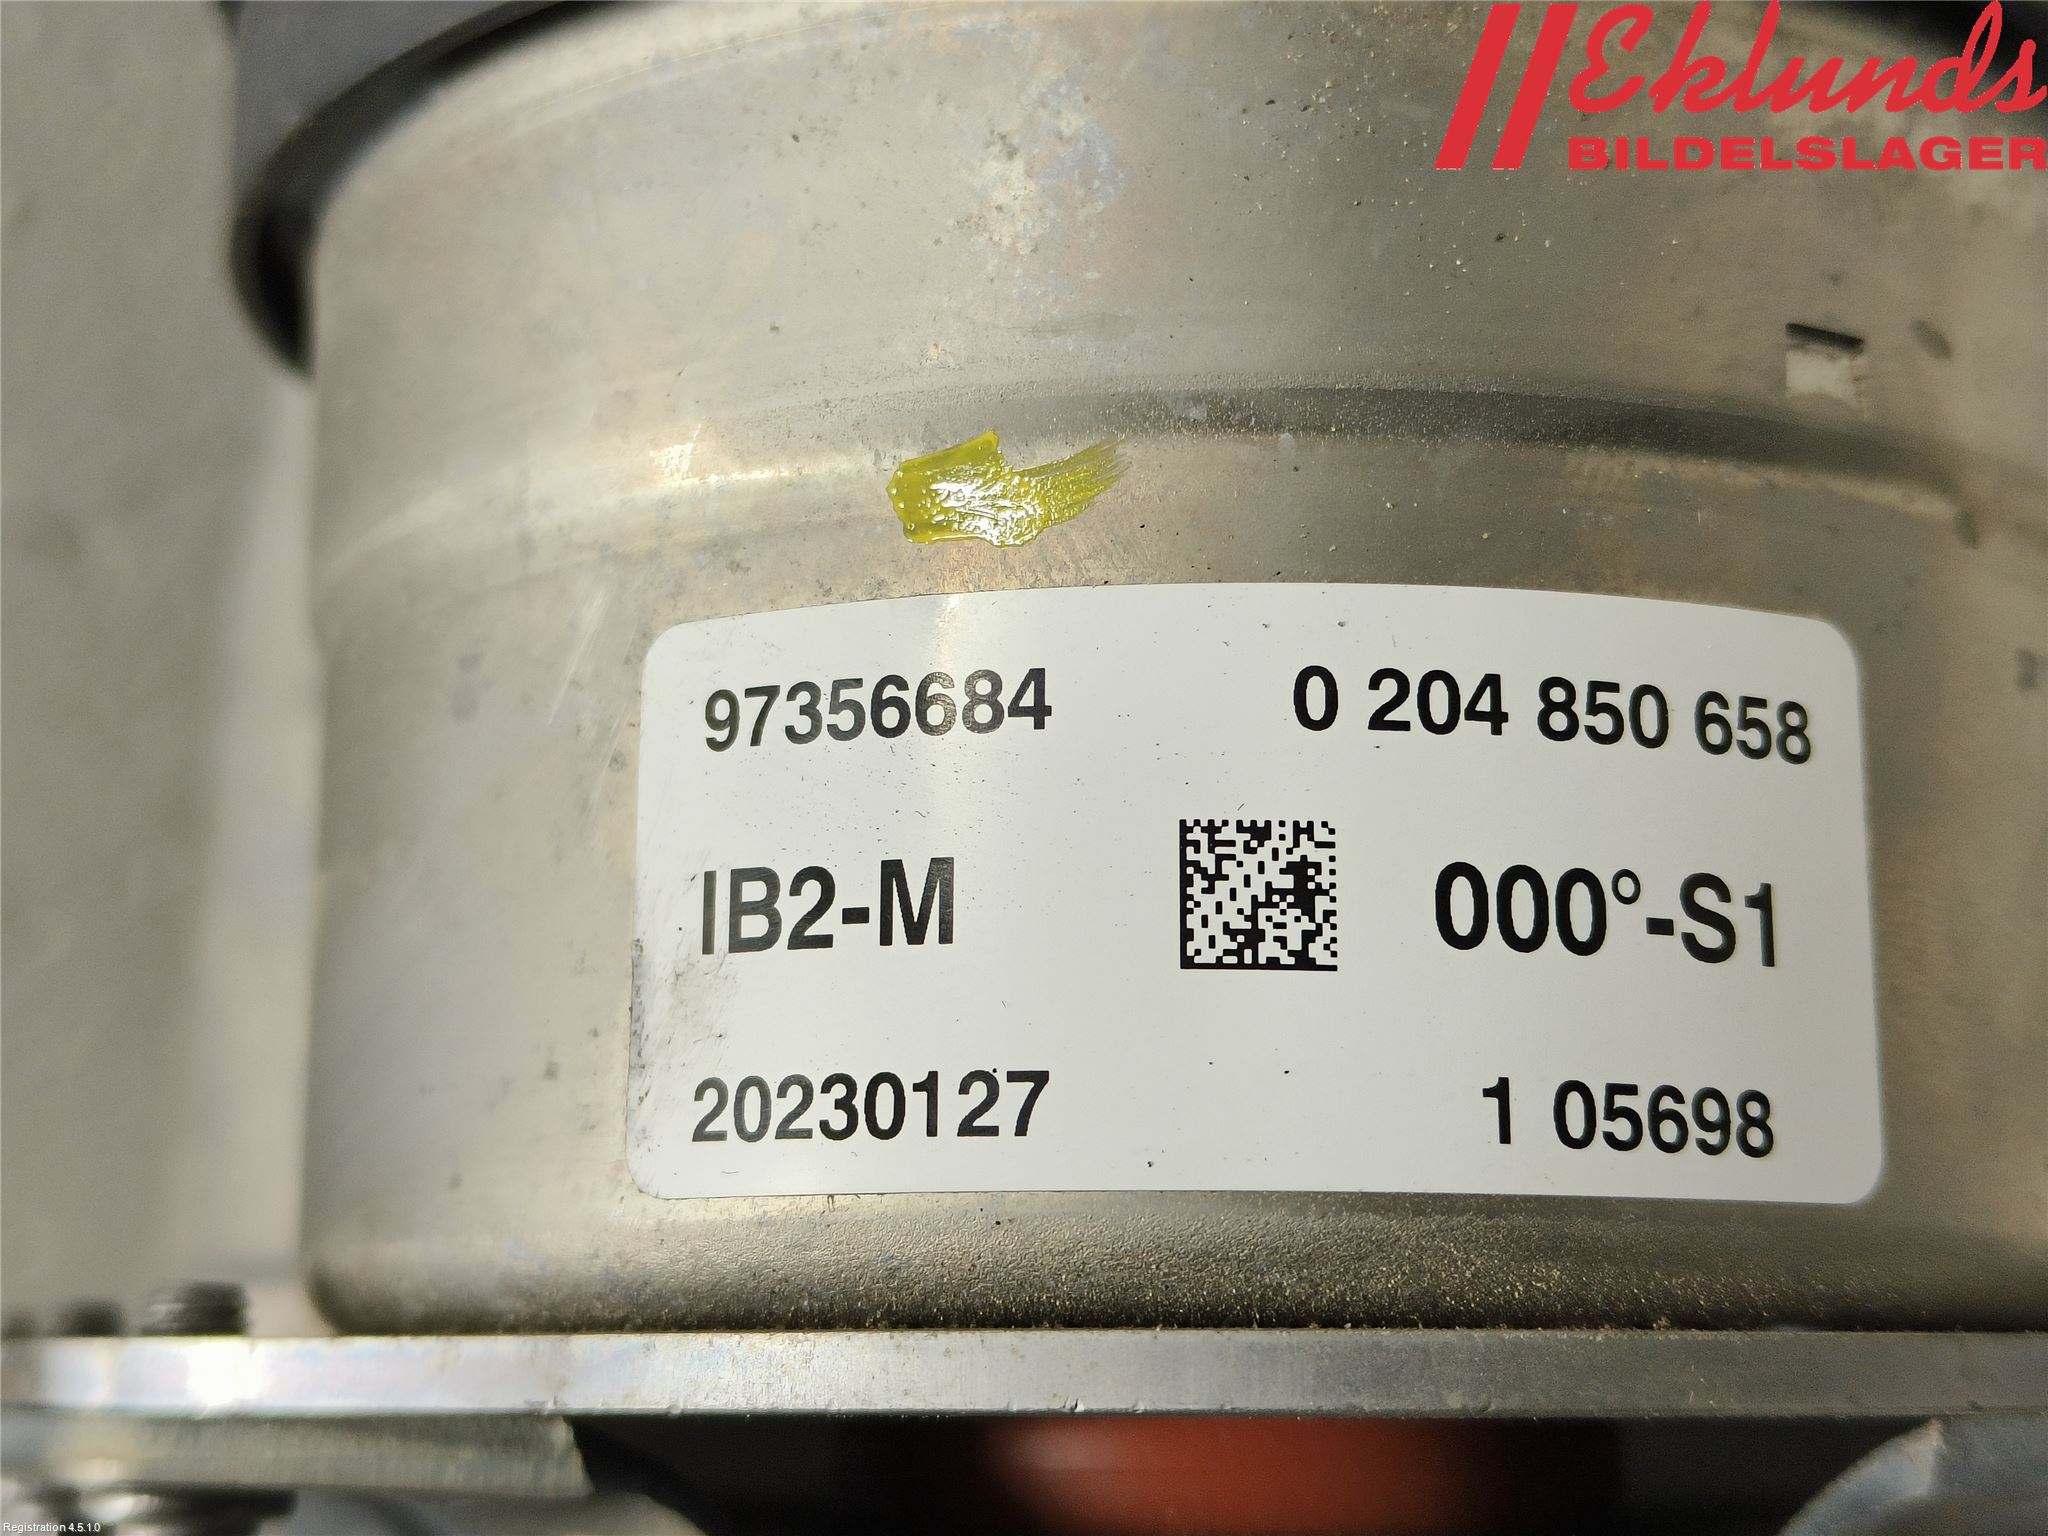 Eklunds
BILDELSLAGER
97356684 0 204 850 658
IB2-M 000°-S1
20230127 1 05698
Registration 4.5.1.0